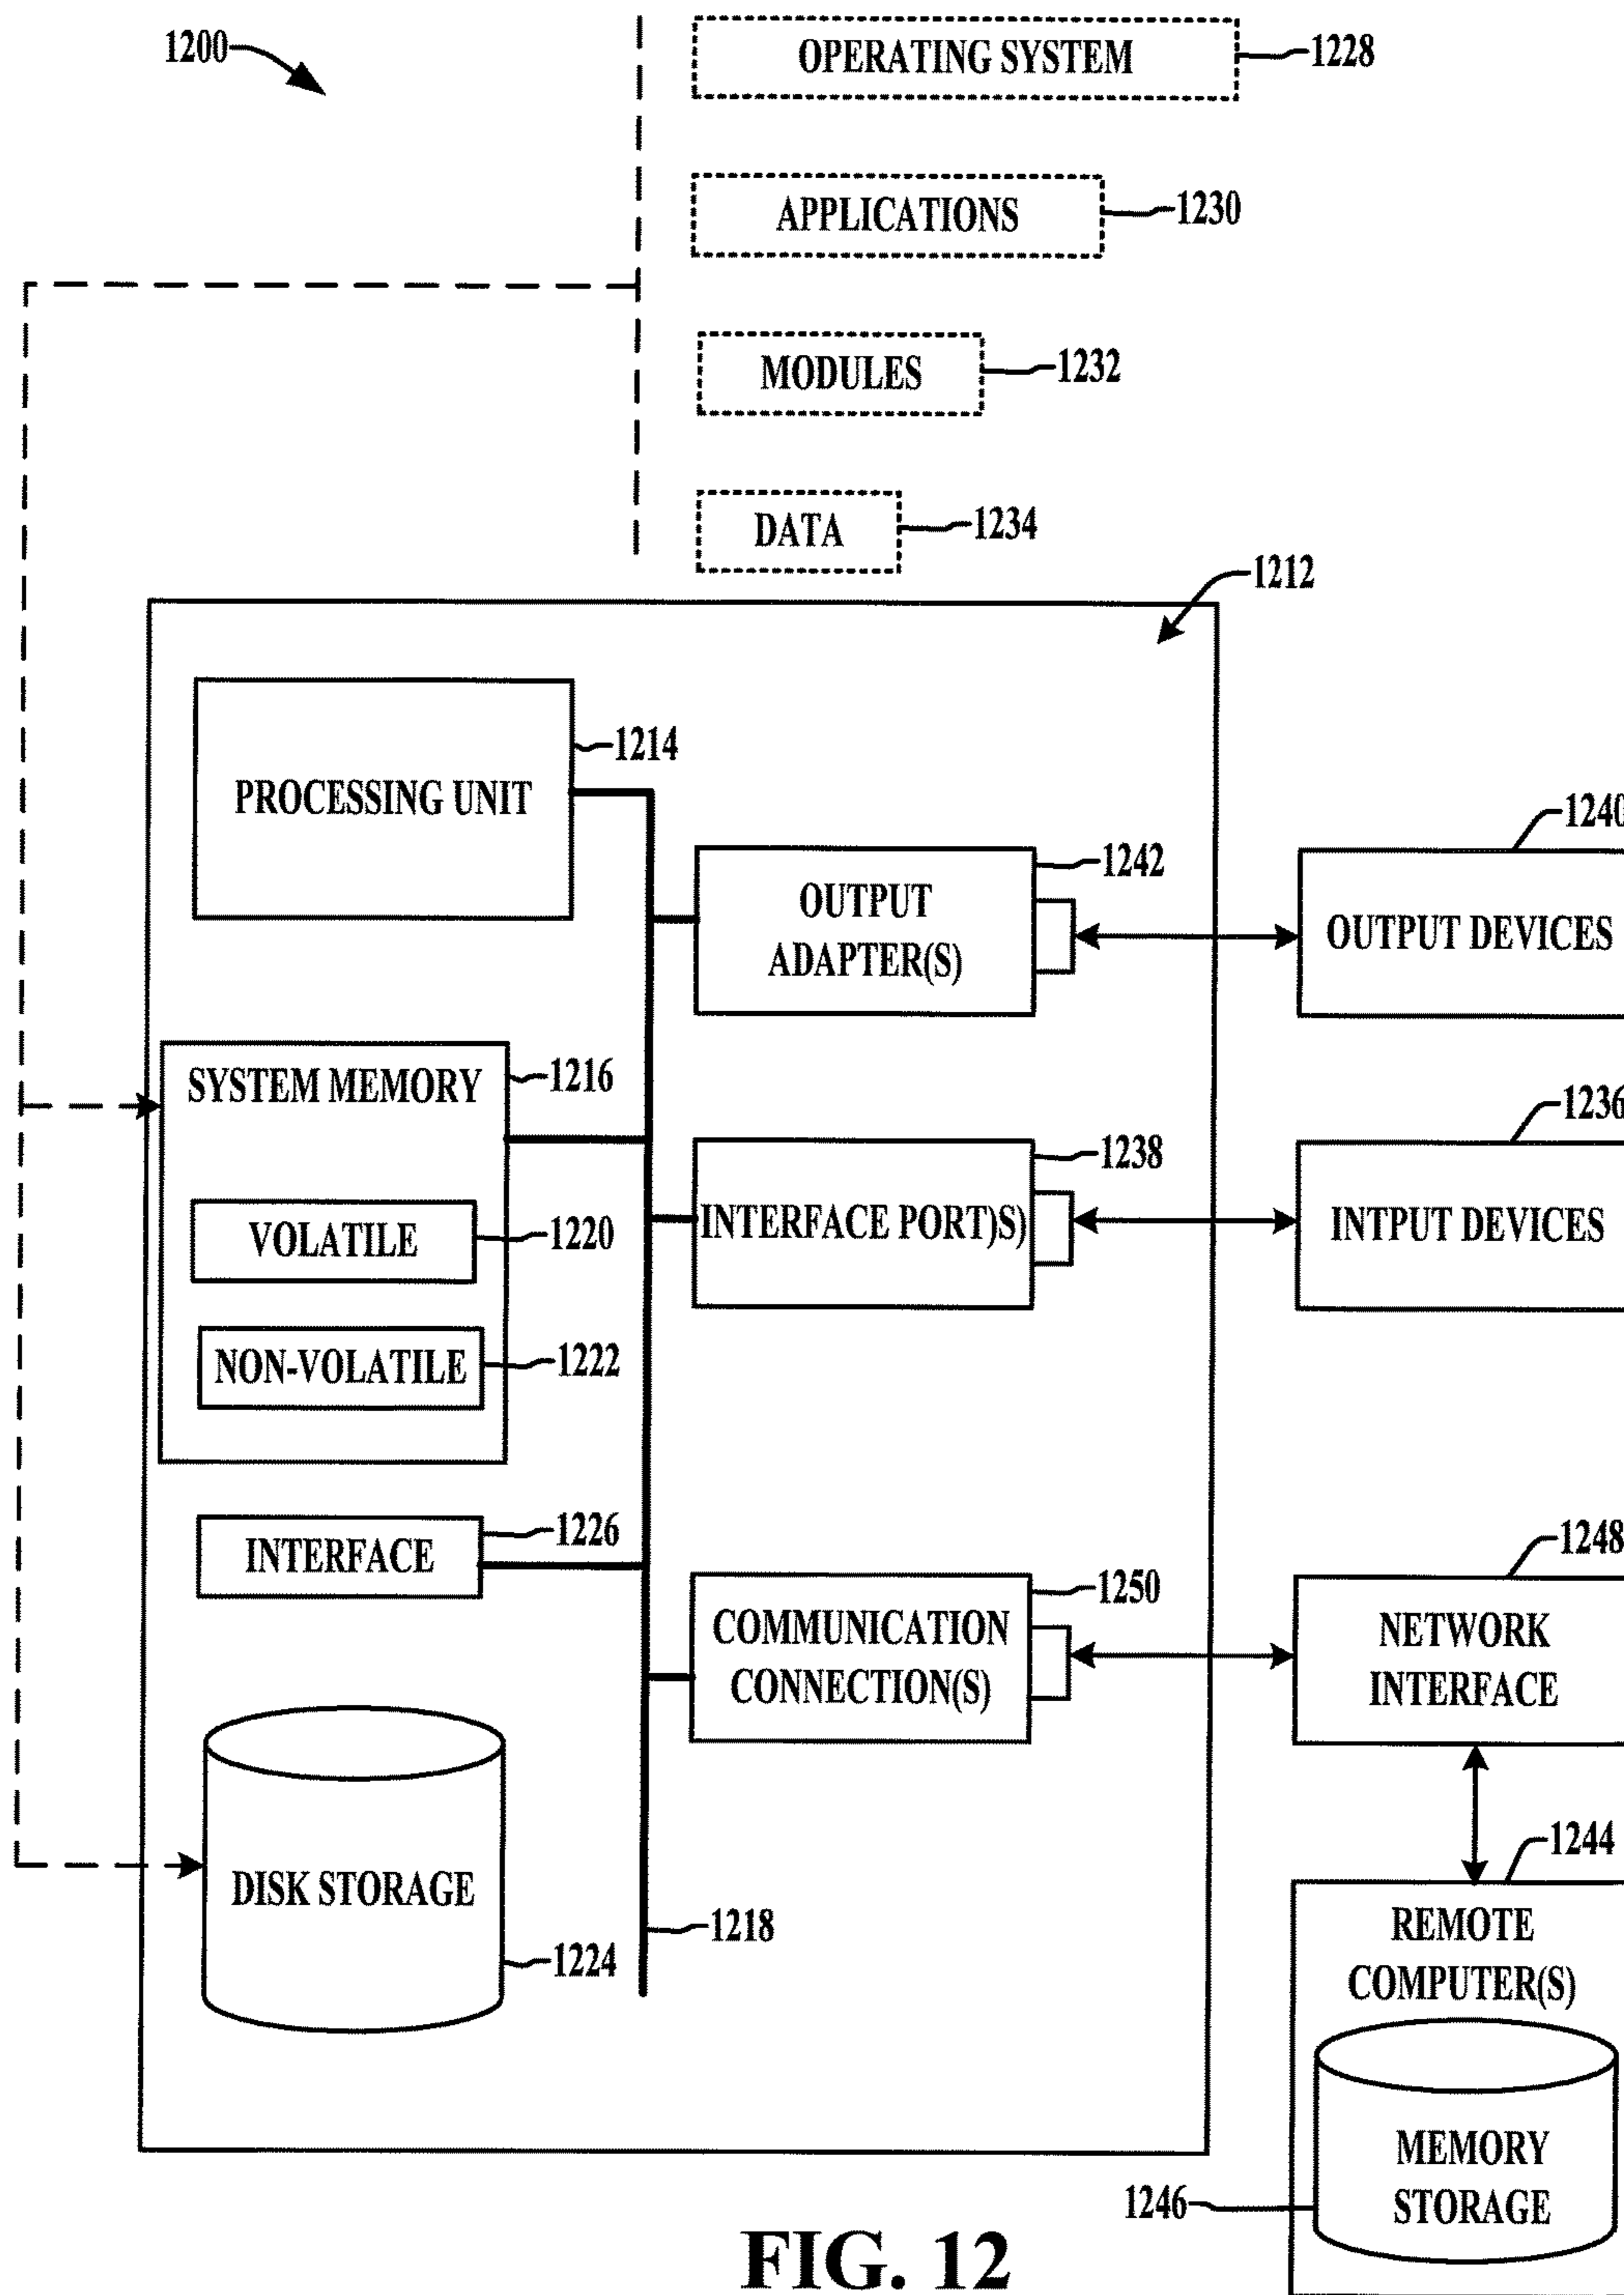 1200
OPERATING SYSTEM
1228
APPLICATIONS
1230
MODULES
1232
DATA
1234
1212
PROCESSING UNIT
1214
OUTPUT
ADAPTER(S)
1242
OUTPUT DEVICES
1240
SYSTEM MEMORY
1216
VOLATILE
1220
NON-VOLATILE
1222
INTERFACE PORT)S)
1238
INTPUT DEVICES
1236
INTERFACE
1226
COMMUNICATION
CONNECTION(S)
1250
NETWORK
INTERFACE
1248
DISK STORAGE
1224
1218
1244
REMOTE
COMPUTER(S)
MEMORY
STORAGE
1246
FIG. 12